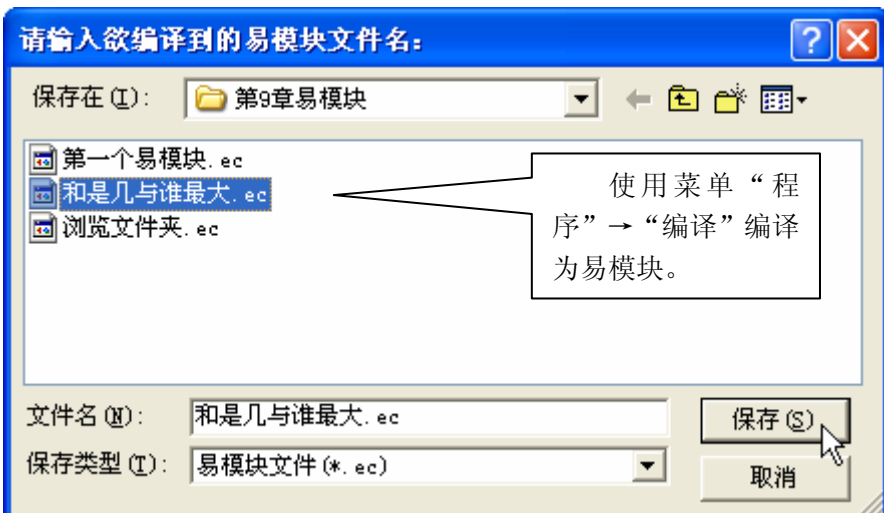 请输入欲编译到的易模块文件名：
保存在(I)： 第9章易模块
第一个易模块.ec
和是几与谁最大.ec
浏览文件夹.ec
使用菜单“程
序”→“编译”编译
为易模块。
文件名(N)： 和是几与谁最大.ec 保存(S)
保存类型(T)： 易模块文件(*.ec) 取消